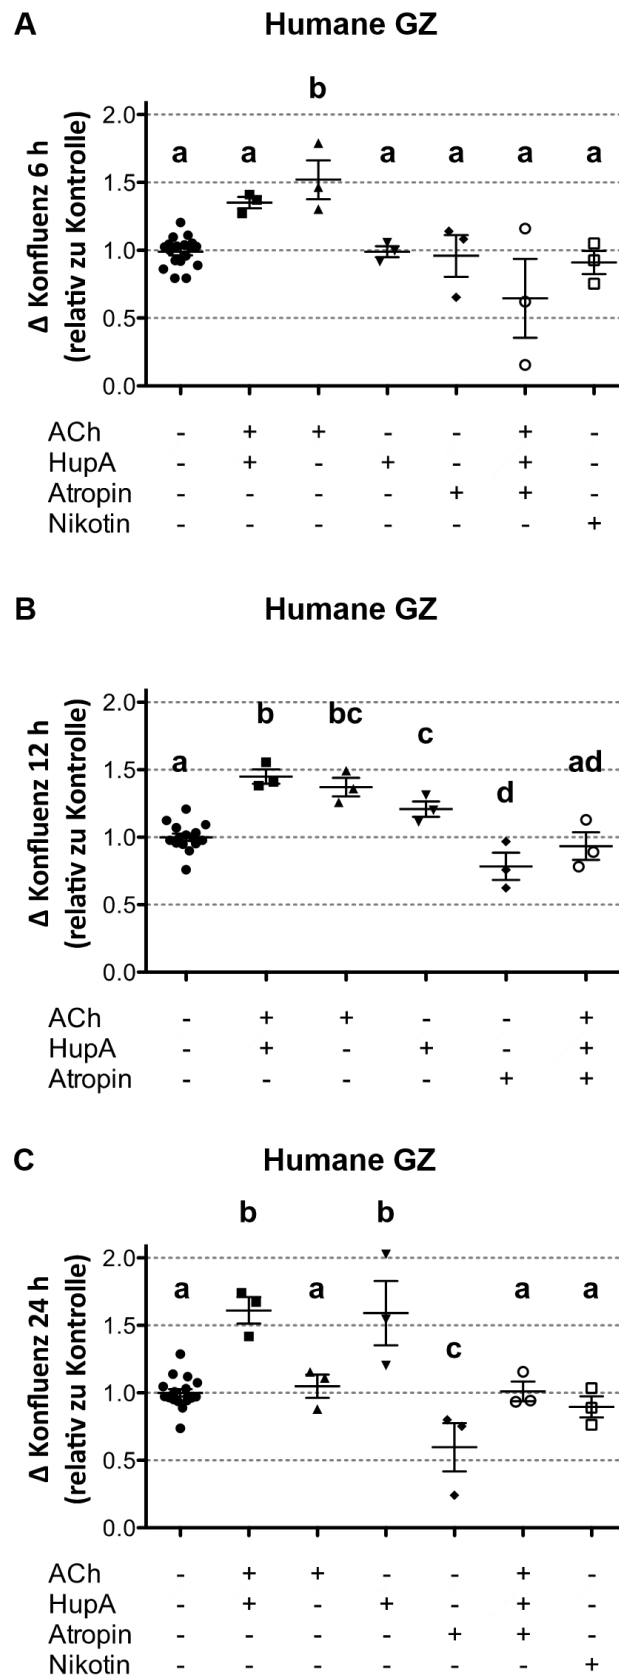 A Humane GZ
b
2.0
a a a a a a
1.5
1.0
0.5
0.0
Δ Konfluenz 6 h
(relativ zu Kontrolle)
ACh - + + - - + -
HupA - + - + - + -
Atropin - - - - + + -
Nikotin - - - - - - +
B Humane GZ
2.0
b bc
c
a ad
d
1.5
1.0
0.5
0.0
Δ Konfluenz 12 h
(relativ zu Kontrolle)
ACh - + + - - +
HupA - + - + - +
Atropin - - - - + +
C Humane GZ
b b
2.0
a a a a
1.5
c
1.0
0.5
0.0
Δ Konfluenz 24 h
(relativ zu Kontrolle)
ACh - + + - - + -
HupA - + - + - + -
Atropin - - - - + + -
Nikotin - - - - - - +